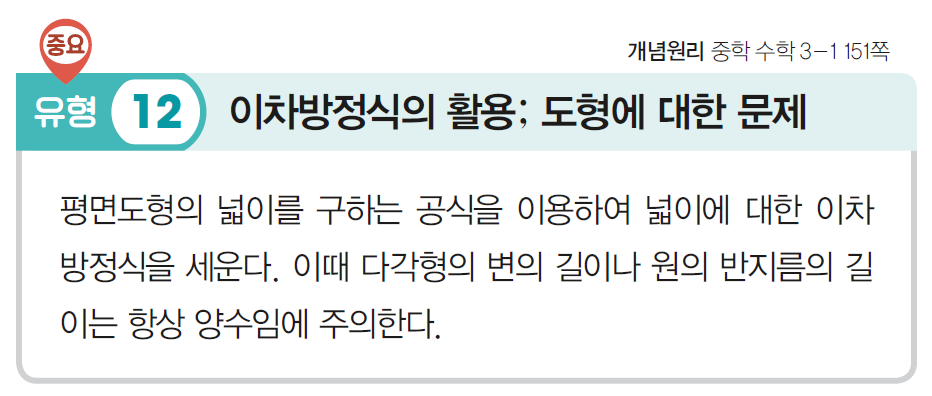 중요
개념원리 중학 수학 3－1 151쪽
유형 12 이차방정식의 활용; 도형에 대한 문제
평면도형의 넓이를 구하는 공식을 이용하여 넓이에 대한 이차
방정식을 세운다. 이때 다각형의 변의 길이나 원의 반지름의 길
이는 항상 양수임에 주의한다.